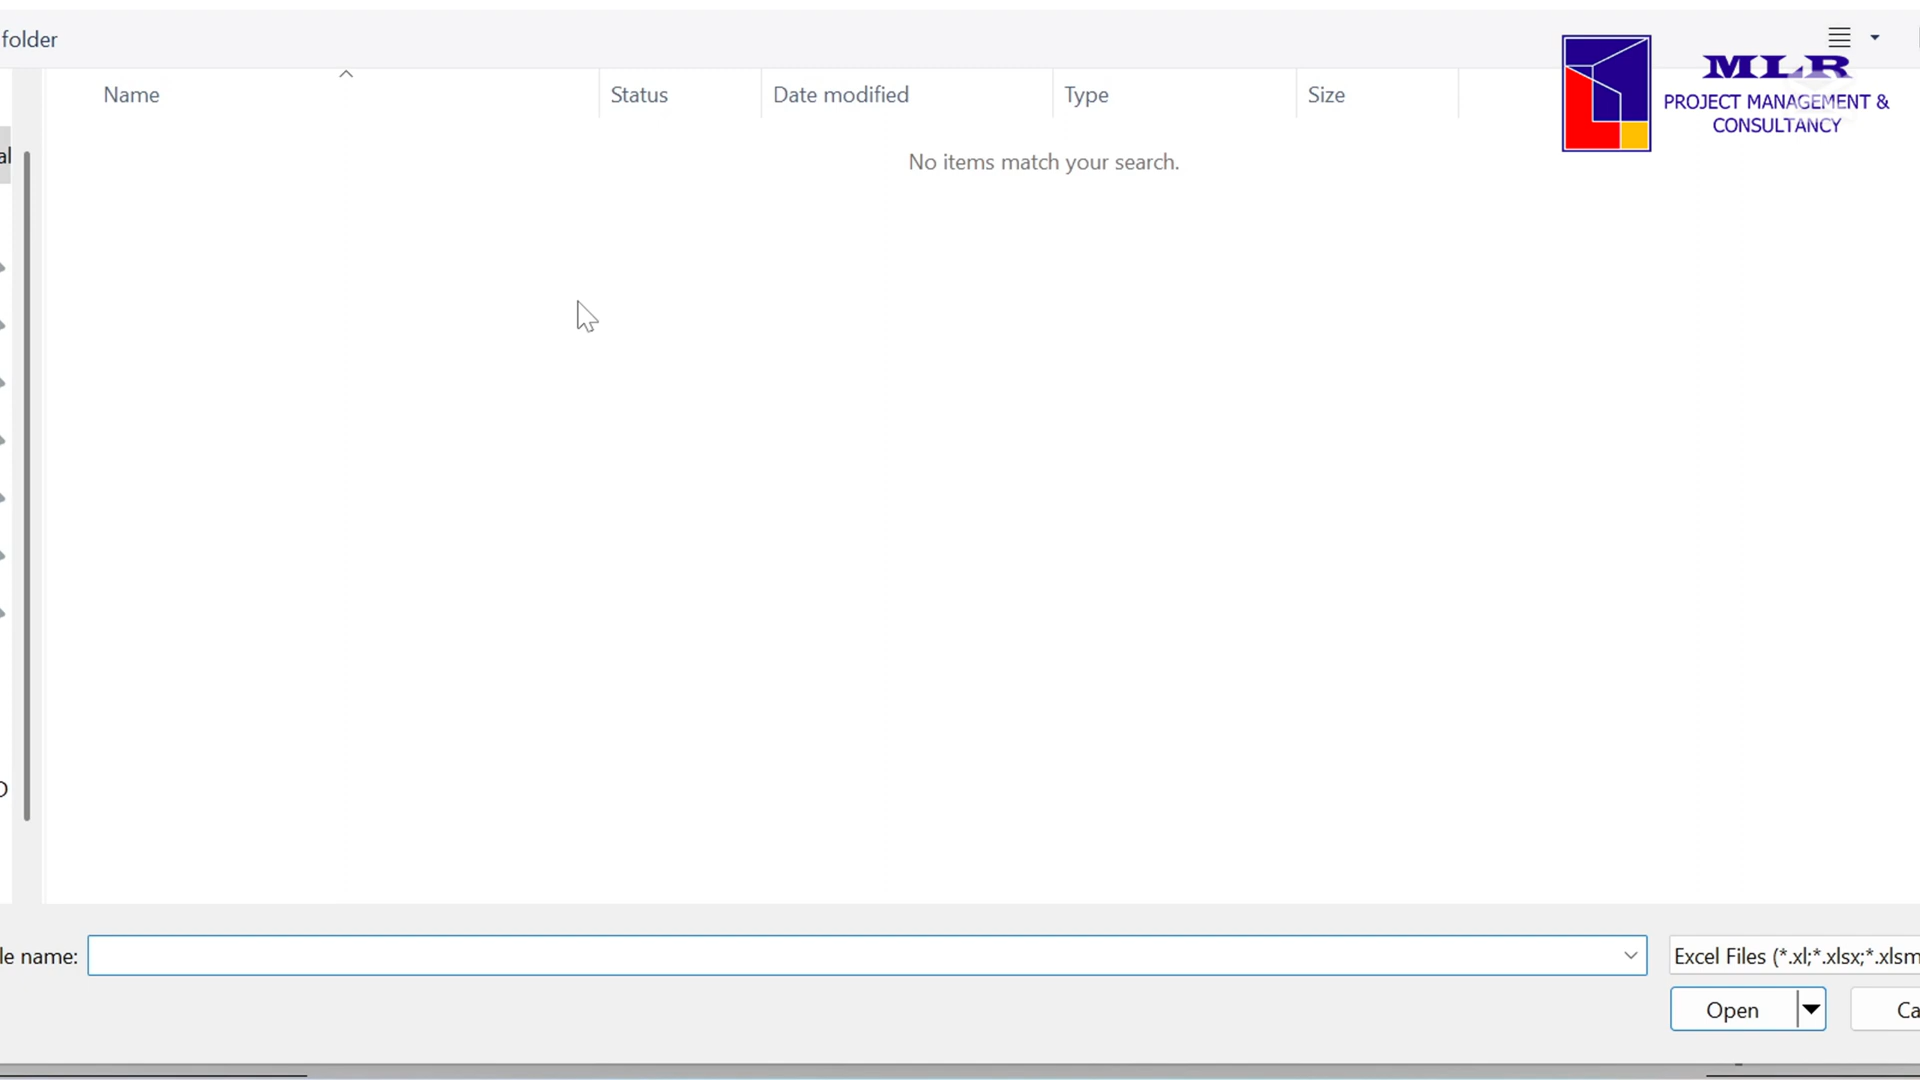 folder
MLR
PROJECT MANAGEMENT &
CONSULTANCY
Name Status Date modified Type Size
al
No items match your search.
le name: Excel Files (*.xl;*.xlsx;*.xlsm
Open Ca